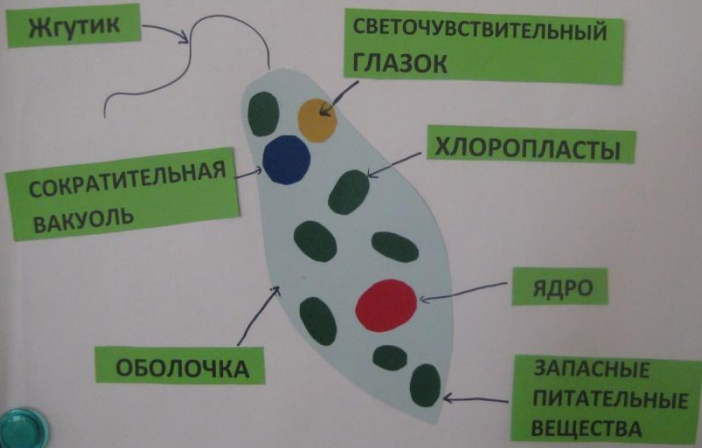 Жгутик
СВЕТОЧУВСТВИТЕЛЬНЫЙ
ГЛАЗОК
ХЛОРОПЛАСТЫ
СОКРАТИТЕЛЬНАЯ
ВАКУОЛЬ
ЯДРО
ОБОЛОЧКА
ЗАПАСНЫЕ
ПИТАТЕЛЬНЫЕ
ВЕЩЕСТВА